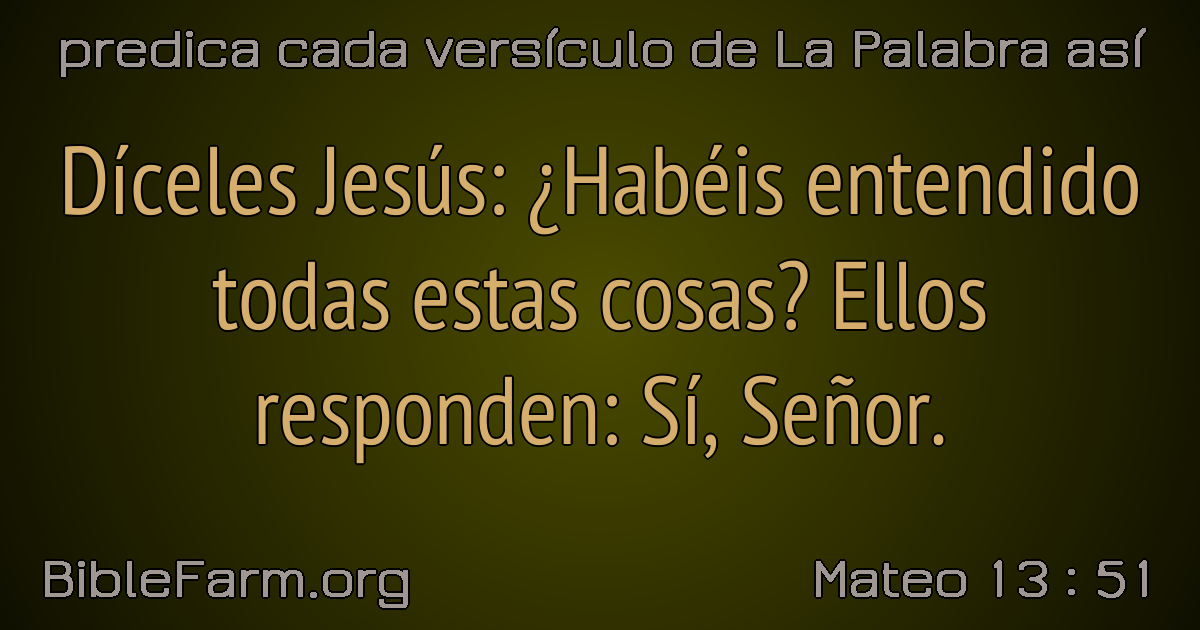 predica cada versículo de La Palabra así
Díceles Jesús: ¿Habéis entendido
todas estas cosas? Ellos
responden: Sí, Señor.
BibleFarm.org
Mateo 13 : 51